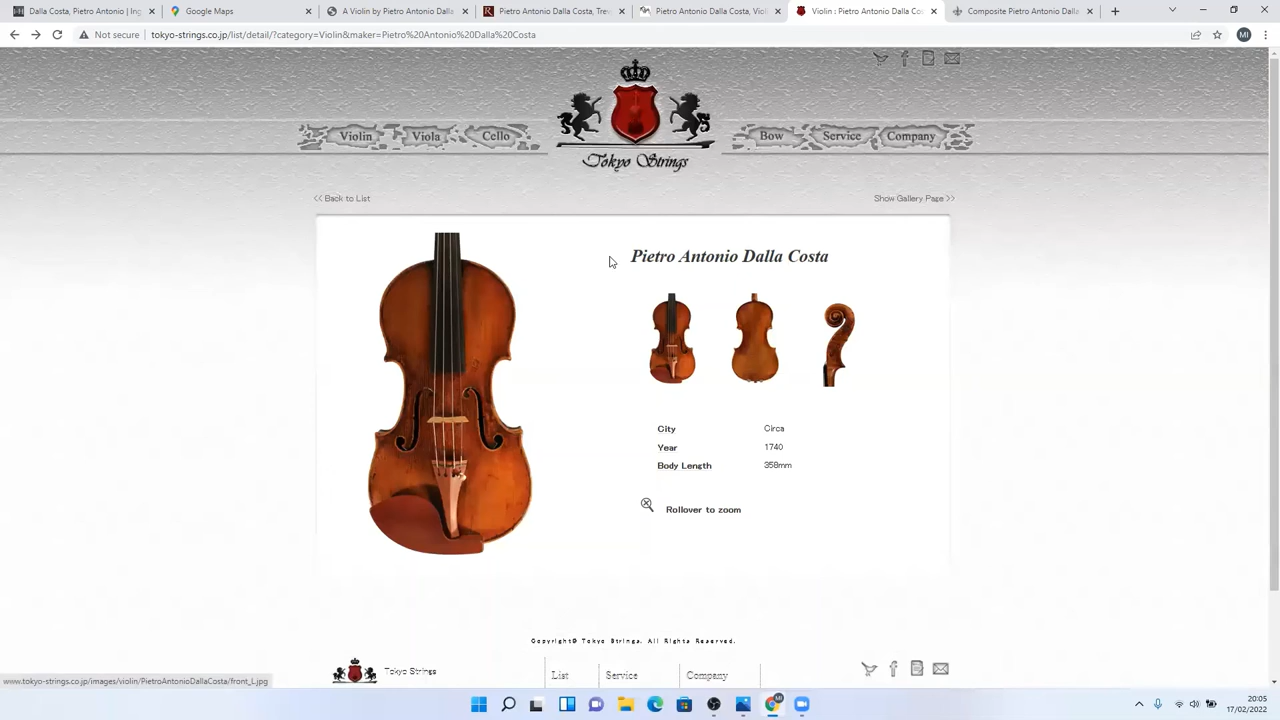 Dalla Costa, Pietro Antonio | Ing
Google Maps
A Violin by Pietro Antonio Dalla
Pietro Antonio Dalla Costa, Trev
Pietro Antonio Dalla Costa, Violi
Violin : Pietro Antonio Dalla Co
Composite Pietro Antonio Dalla
Not secure
tokyo-strings.co.jp/list/detail/?category=Violin&maker=Pietro%20Antonio%20Dalla%20Costa
MI
Violin
Viola
Cello
Tokyo Strings
Bow
Service
Company
<< Back to List
Show Gallery Page >>
Pietro Antonio Dalla Costa
City Circa
Year 1740
Body Length 358mm
Rollover to zoom
Copyright© Tokyo Strings. All Rights Reserved.
Tokyo Strings
List
Service
Company
www.tokyo-strings.co.jp/images/violin/PietroAntonioDallaCosta/front_L.jpg
MI
20:05
17/02/2022